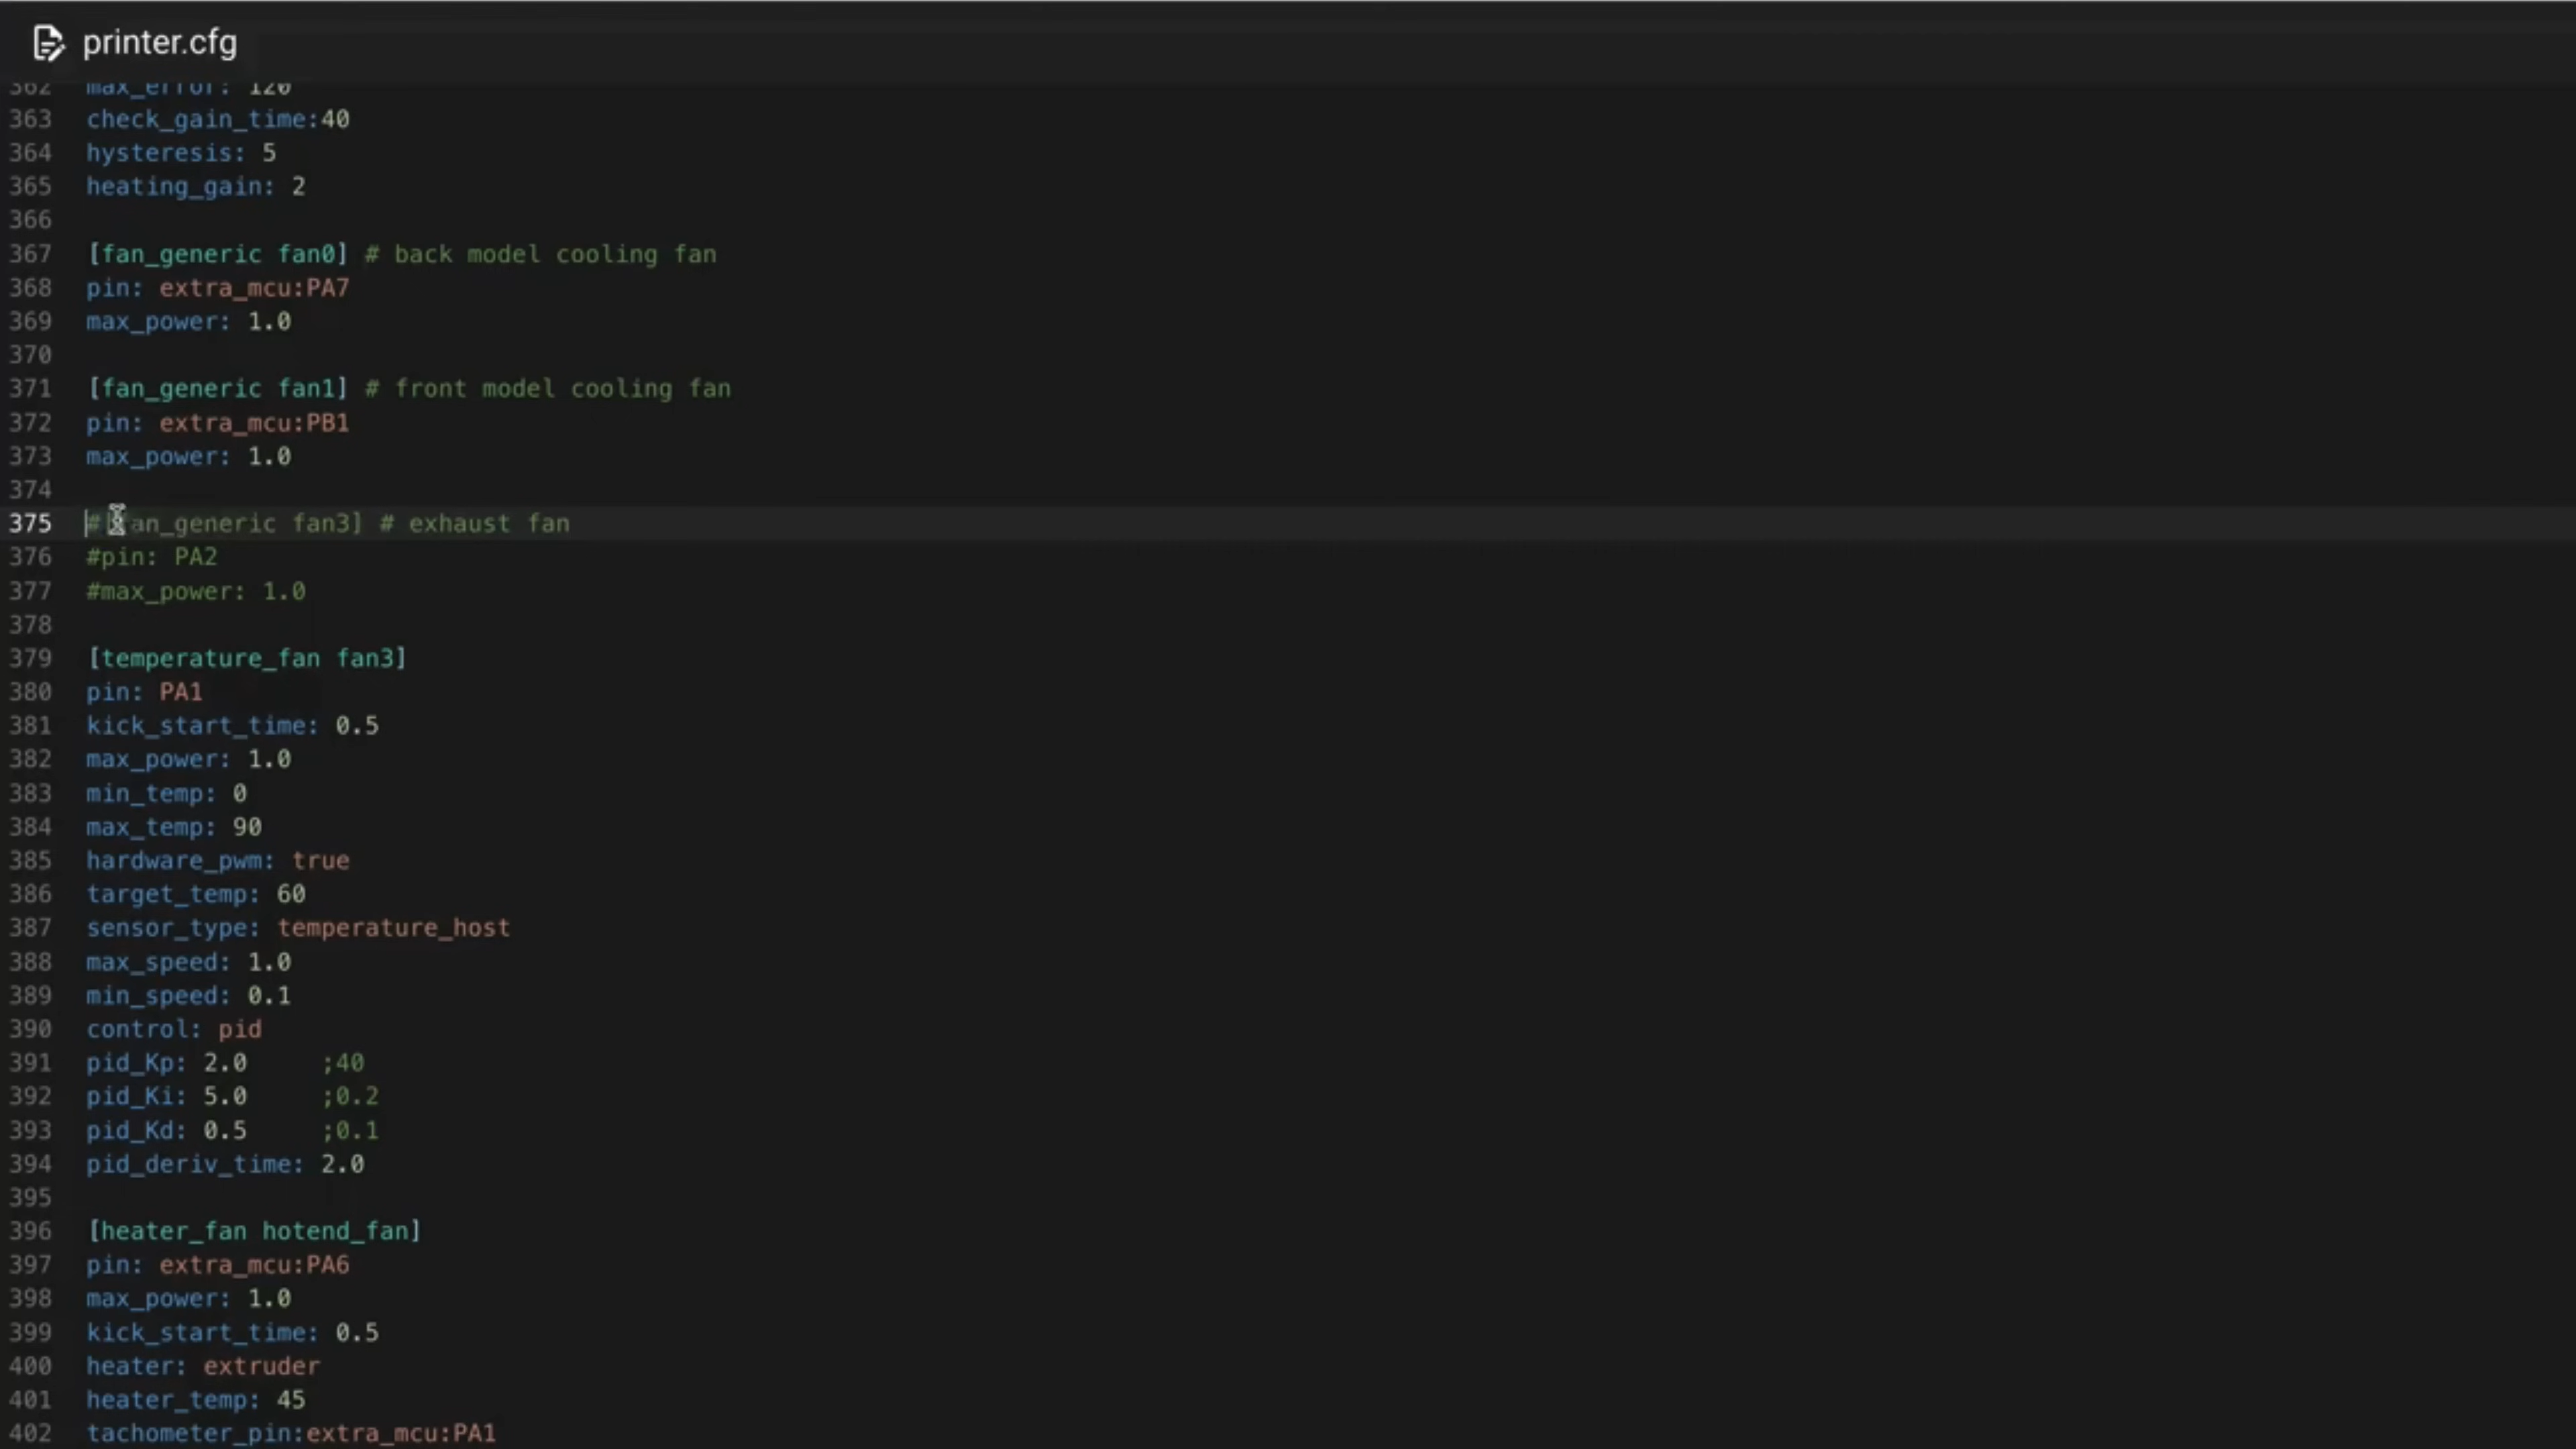 printer.cfg
362 max_error: 120
363 check_gain_time:40
364 hysteresis: 5
365 heating_gain: 2
366
367 [fan_generic fan0] # back model cooling fan
368 pin: extra_mcu:PA7
369 max_power: 1.0
370
371 [fan_generic fan1] # front model cooling fan
372 pin: extra_mcu:PB1
373 max_power: 1.0
374
375 #[fan_generic fan3] # exhaust fan
376 #pin: PA2
377 #max_power: 1.0
378
379 [temperature_fan fan3]
380 pin: PA1
381 kick_start_time: 0.5
382 max_power: 1.0
383 min_temp: 0
384 max_temp: 90
385 hardware_pwm: true
386 target_temp: 60
387 sensor_type: temperature_host
388 max_speed: 1.0
389 min_speed: 0.1
390 control: pid
391 pid_Kp: 2.0 ;40
392 pid_Ki: 5.0 ;0.2
393 pid_Kd: 0.5 ;0.1
394 pid_deriv_time: 2.0
395
396 [heater_fan hotend_fan]
397 pin: extra_mcu:PA6
398 max_power: 1.0
399 kick_start_time: 0.5
400 heater: extruder
401 heater_temp: 45
402 tachometer_pin:extra_mcu:PA1